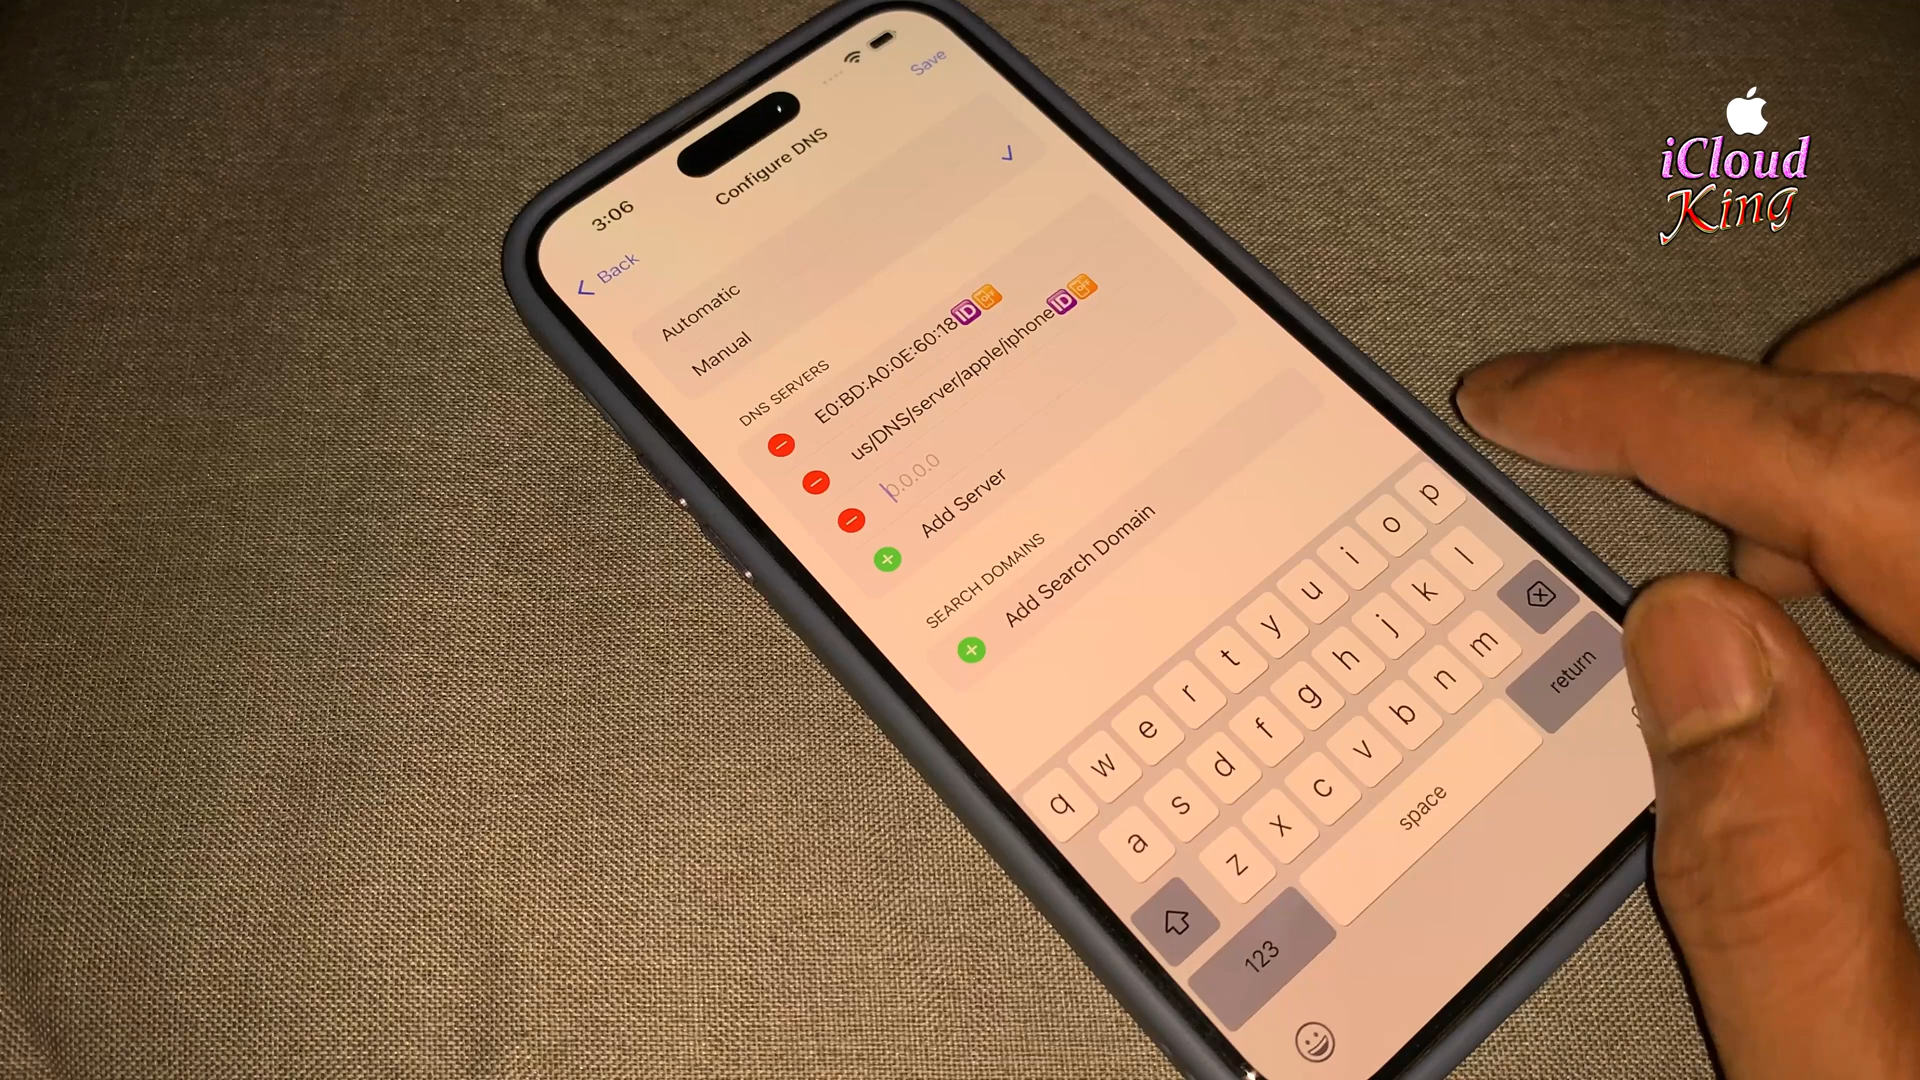 3:06
Save
Back
Configure DNS
Automatic
Manual
DNS SERVERS
E0:BD:A0:0E:60:18🆔📴
us/DNS/server/apple/iphone🆔📴
0.0.0.0
Add Server
SEARCH DOMAINS
Add Search Domain
q w e r t y u i o p
a s d f g h j k l
z x c v b n m
123 space return
iCloud
King